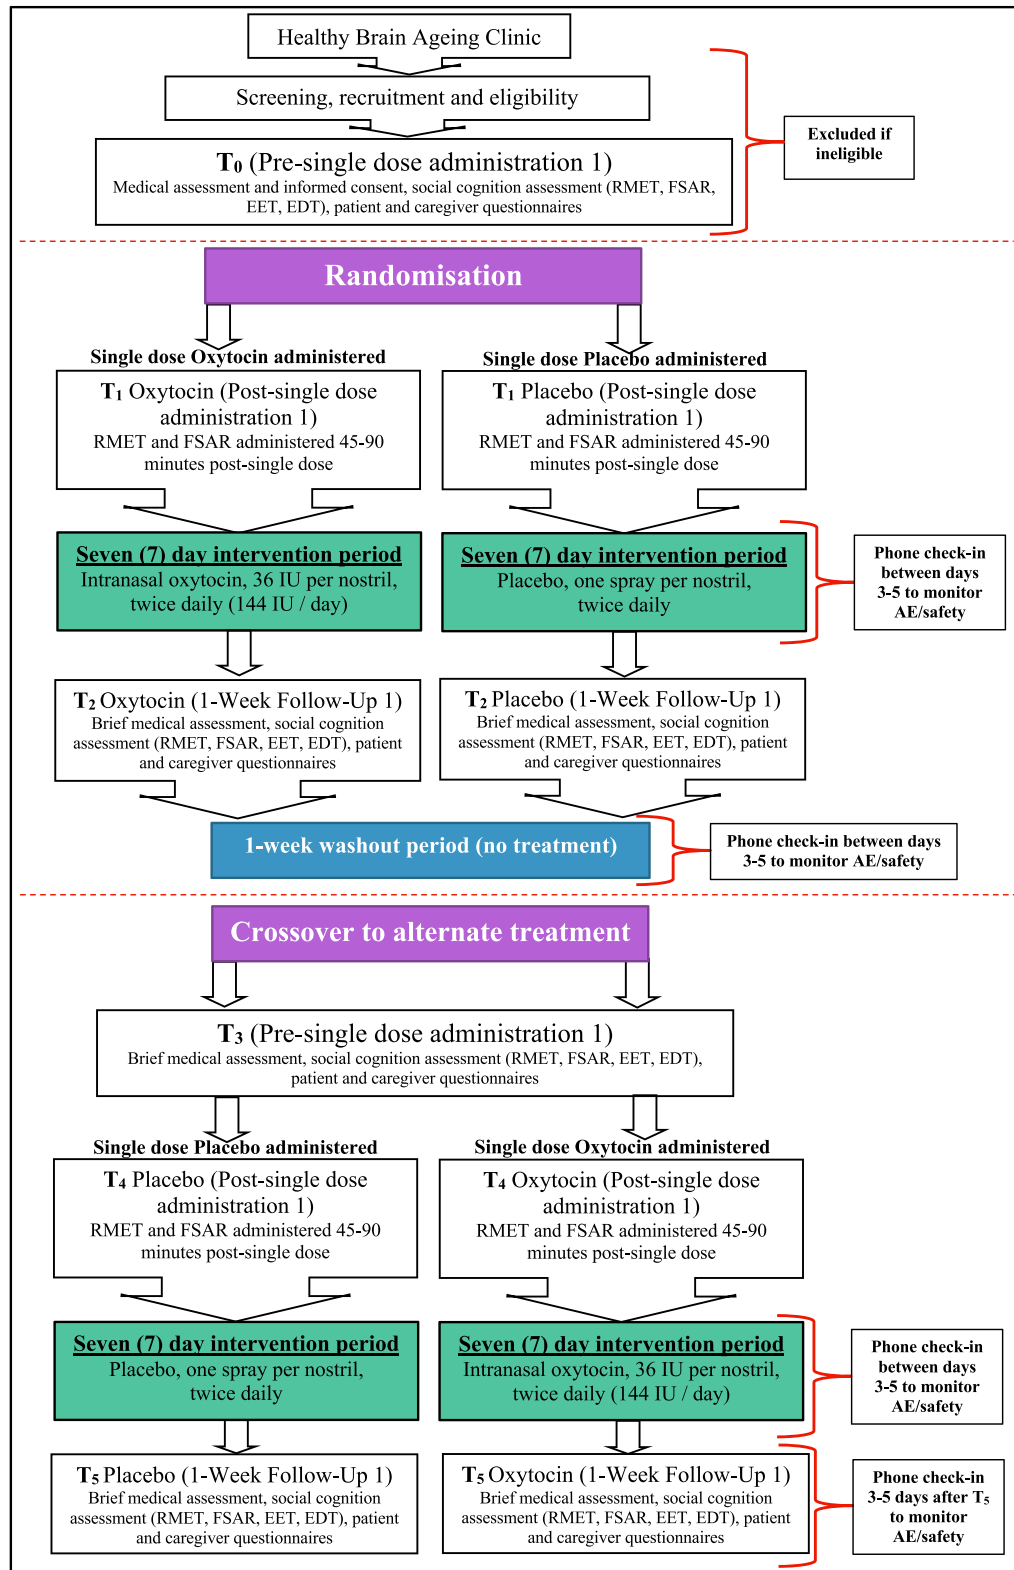 Healthy Brain Ageing Clinic
Screening, recruitment and eligibility
T0 (Pre-single dose administration 1)
Medical assessment and informed consent, social cognition assessment (RMET, FSAR,
EET, EDT), patient and caregiver questionnaires
Excluded if
ineligible
Randomisation
Single dose Oxytocin administered
T1 Oxytocin (Post-single dose
administration 1)
RMET and FSAR administered 45-90
minutes post-single dose
Single dose Placebo administered
T1 Placebo (Post-single dose
administration 1)
RMET and FSAR administered 45-90
minutes post-single dose
Seven (7) day intervention period
Intranasal oxytocin, 36 IU per nostril,
twice daily (144 IU / day)
Seven (7) day intervention period
Placebo, one spray per nostril,
twice daily
Phone check-in
between days
3-5 to monitor
AE/safety
T2 Oxytocin (1-Week Follow-Up 1)
Brief medical assessment, social cognition
assessment (RMET, FSAR, EET, EDT), patient
and caregiver questionnaires
T2 Placebo (1-Week Follow-Up 1)
Brief medical assessment, social cognition
assessment (RMET, FSAR, EET, EDT), patient
and caregiver questionnaires
1-week washout period (no treatment)
Phone check-in between days
3-5 to monitor AE/safety
Crossover to alternate treatment
T3 (Pre-single dose administration 1)
Brief medical assessment, social cognition assessment (RMET, FSAR, EET, EDT),
patient and caregiver questionnaires
Single dose Placebo administered
T4 Placebo (Post-single dose
administration 1)
RMET and FSAR administered 45-90
minutes post-single dose
Single dose Oxytocin administered
T4 Oxytocin (Post-single dose
administration 1)
RMET and FSAR administered 45-90
minutes post-single dose
Seven (7) day intervention period
Placebo, one spray per nostril,
twice daily
Seven (7) day intervention period
Intranasal oxytocin, 36 IU per nostril,
twice daily (144 IU / day)
Phone check-in
between days
3-5 to monitor
AE/safety
T5 Placebo (1-Week Follow-Up 1)
Brief medical assessment, social cognition
assessment (RMET, FSAR, EET, EDT), patient
and caregiver questionnaires
T5 Oxytocin (1-Week Follow-Up 1)
Brief medical assessment, social cognition
assessment (RMET, FSAR, EET, EDT), patient
and caregiver questionnaires
Phone check-in
3-5 days after T5
to monitor
AE/safety